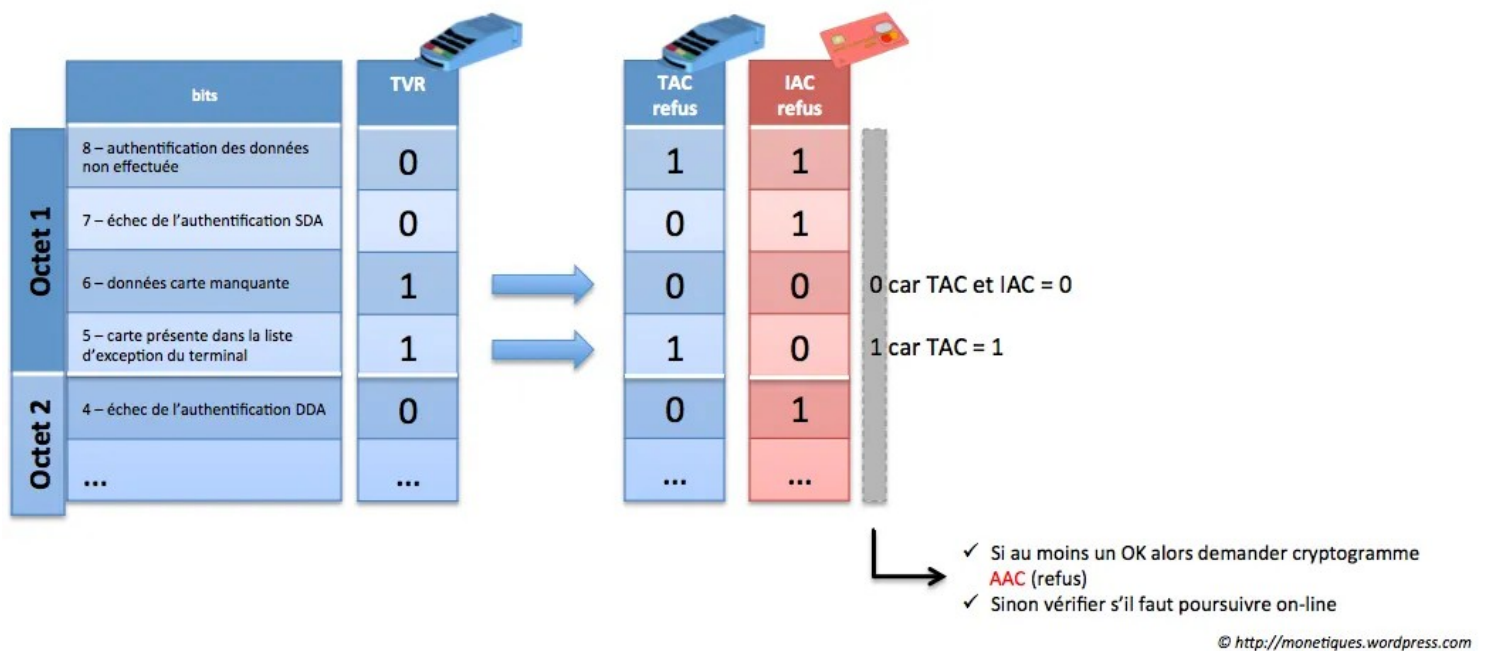 bits
TVR
TAC
refus
IAC
refus
Octet 1
8 – authentification des données
non effectuée
0
1
1
7 – échec de l'authentification SDA
0
0
1
6 – données carte manquante
1
0
0
0 car TAC et IAC = 0
5 – carte présente dans la liste
d'exception du terminal
1
1
0
1 car TAC = 1
Octet 2
4 – échec de l'authentification DDA
0
0
1
...
...
...
...
✓ Si au moins un OK alors demander cryptogramme
AAC (refus)
✓ Sinon vérifier s'il faut poursuivre on-line
© http://monetiques.wordpress.com